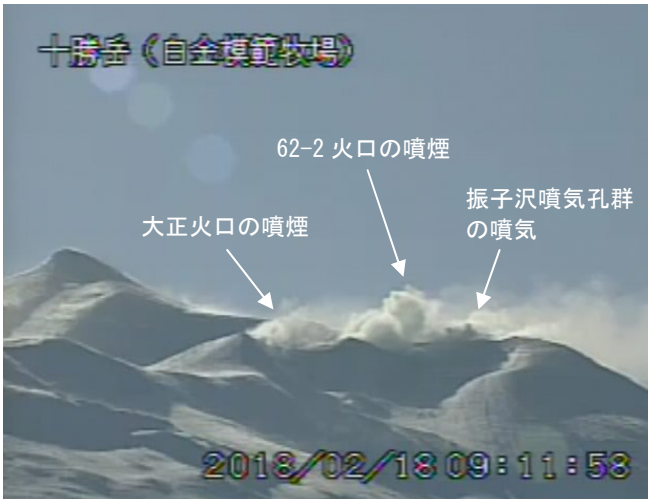 十勝岳（白金模範牧場）
62-2 火口の噴煙
振子沢噴気孔群
の噴気
大正火口の噴煙
2018/02/18 09:11:58